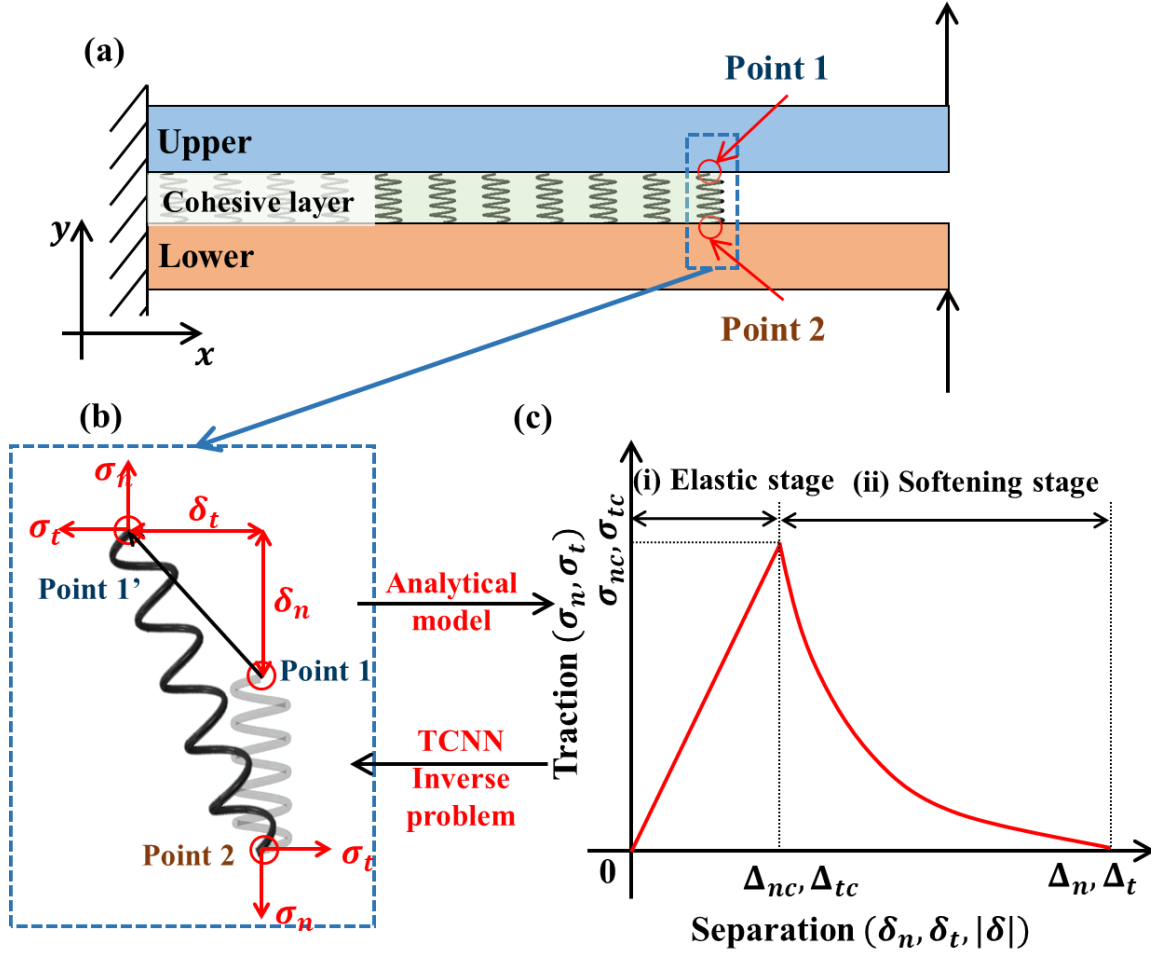 (a)
Point 1
Upper
Cohesive layer
Lower
y
x
Point 2
(b)
σₙ
σₜ
δₜ
Point 1’
δₙ
Point 1
Point 2
σₜ
σₙ
Analytical
model
TCNN
Inverse
problem
(c)
(i) Elastic stage
(ii) Softening stage
Traction (σₙ, σₜ)
σₙc, σₜc
0
Δₙc, Δₜc
Δₙ, Δₜ
Separation (δₙ, δₜ, |δ|)